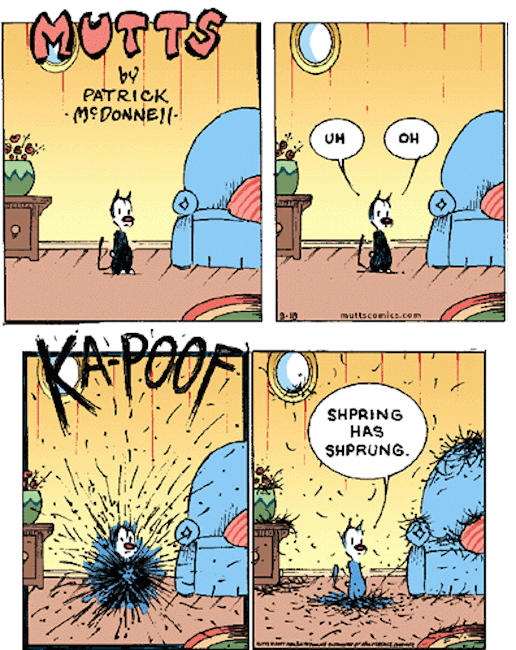 MUTTS
by
PATRICK
·McDONNEll·
UH
OH
3-18
muttscomics.com
KA-POOF
SHPRING
HAS
SHPRUNG.